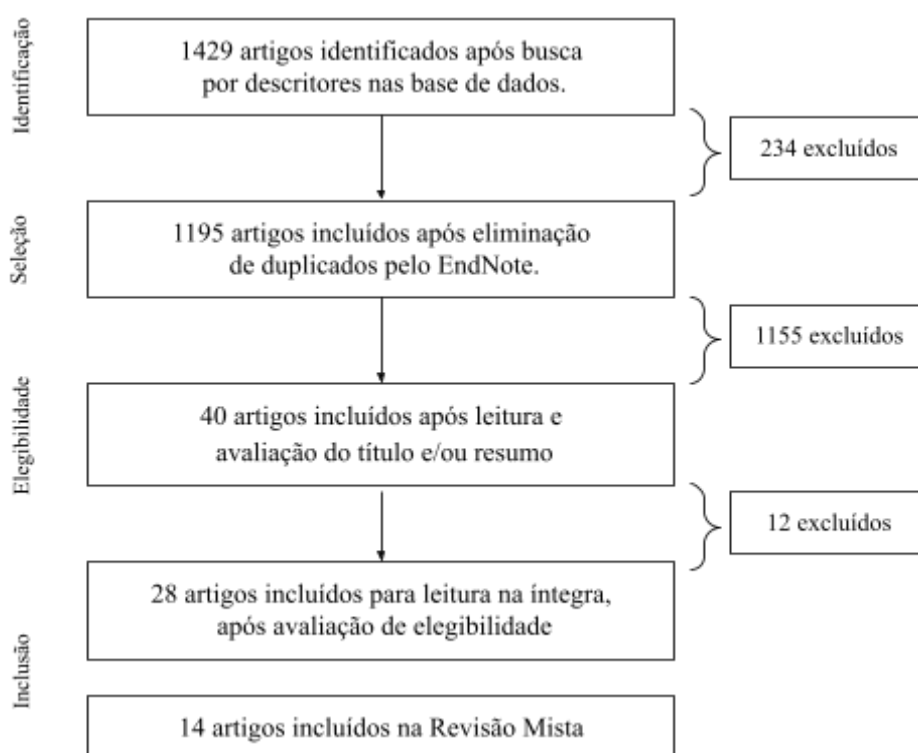 Identificação
1429 artigos identificados após busca
por descritores nas base de dados.
234 excluídos
Seleção
1195 artigos incluídos após eliminação
de duplicados pelo EndNote.
1155 excluídos
Elegibilidade
40 artigos incluídos após leitura e
avaliação do título e/ou resumo
12 excluídos
Inclusão
28 artigos incluídos para leitura na íntegra,
após avaliação de elegibilidade
14 artigos incluídos na Revisão Mista